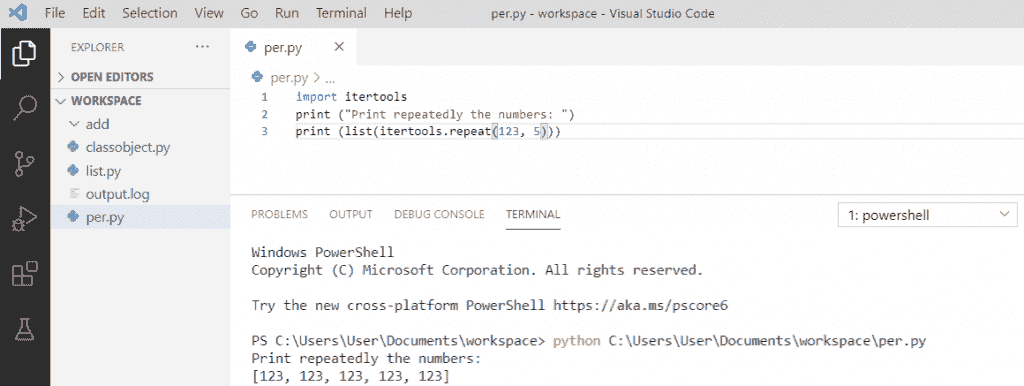 File Edit Selection View Go Run Terminal Help per.py - workspace - Visual Studio Code
EXPLORER ...
OPEN EDITORS
WORKSPACE
add
classobject.py
list.py
output.log
per.py
per.py
per.py > ...
1 import itertools
2 print ("Print repeatedly the numbers: ")
3 print (list(itertools.repeat(123, 5)))
PROBLEMS OUTPUT DEBUG CONSOLE TERMINAL 1: powershell
Windows PowerShell
Copyright (C) Microsoft Corporation. All rights reserved.
Try the new cross-platform PowerShell https://aka.ms/pscore6
PS C:\Users\User\Documents\workspace> python C:\Users\User\Documents\workspace\per.py
Print repeatedly the numbers:
[123, 123, 123, 123, 123]